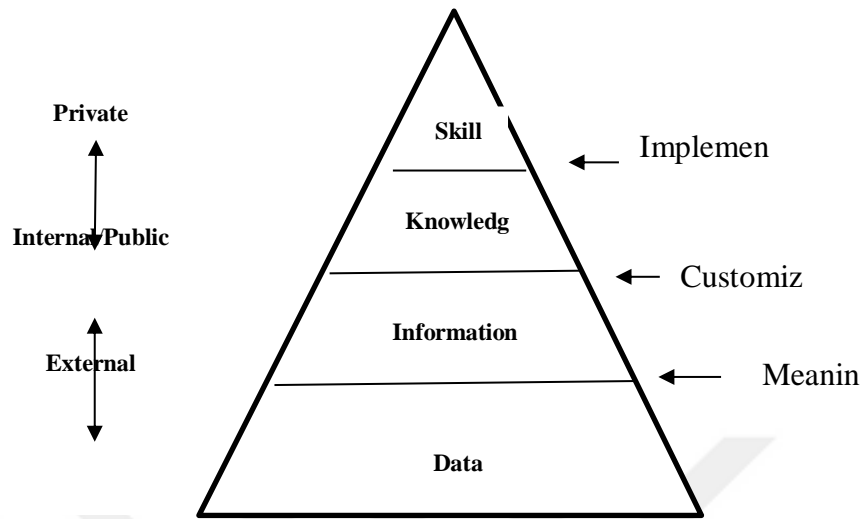 Private
Skill
Implemen
Internal/Public
Knowledg
Customiz
Information
External
Meanin
Data